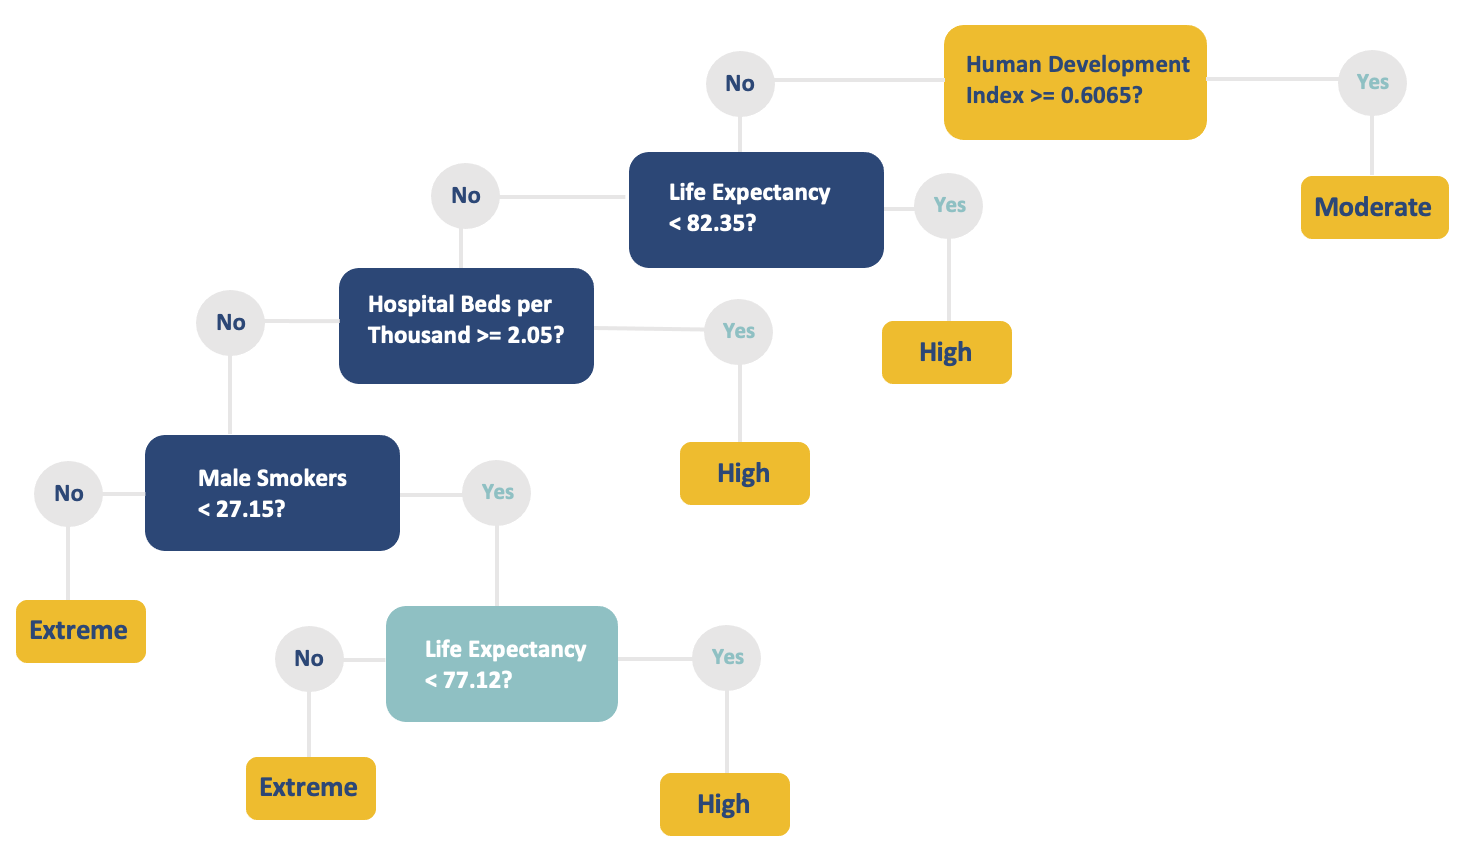 Human Development
Index >= 0.6065?
No
Yes
Life Expectancy
< 82.35?
No
Yes
Moderate
Hospital Beds per
Thousand >= 2.05?
No
Yes
High
Male Smokers
< 27.15?
No
Yes
High
Extreme
Life Expectancy
< 77.12?
No
Yes
Extreme
High